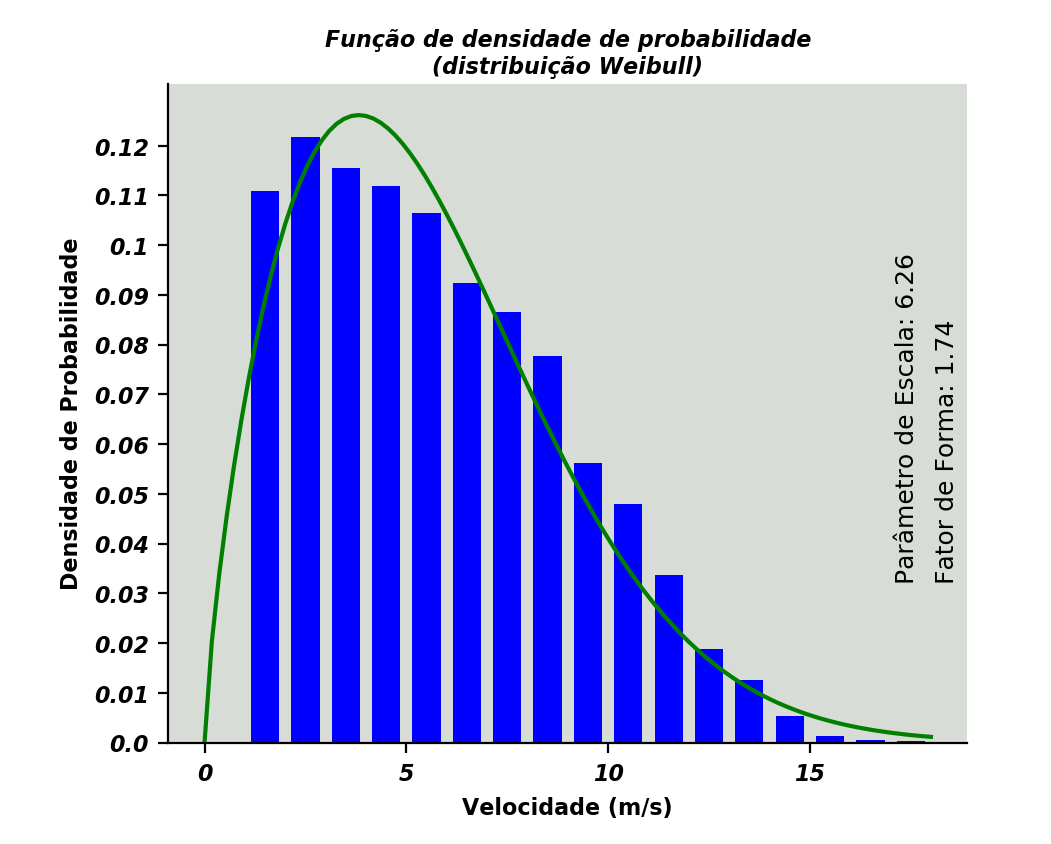 Função de densidade de probabilidade
(distribuição Weibull)
Densidade de Probabilidade
0.12
0.11
0.1
0.09
0.08
0.07
0.06
0.05
0.04
0.03
0.02
0.01
0.0
Parâmetro de Escala: 6.26
Fator de Forma: 1.74
0
5
10
15
Velocidade (m/s)